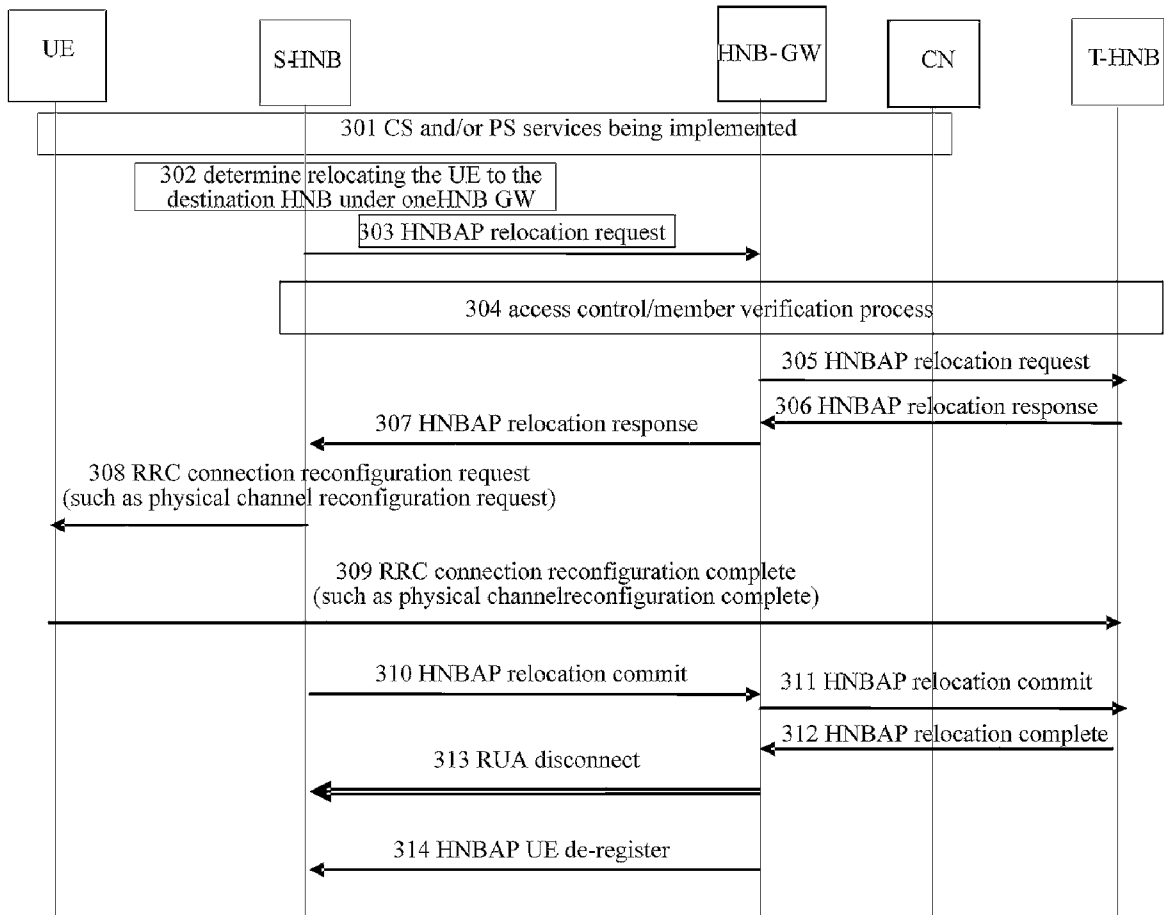 UE
S-HNB
HNB-GW
CN
T-HNB
301 CS and/or PS services being implemented
302 determine relocating the UE to the
destination HNB under oneHNB GW
303 HNBAP relocation request
304 access control/member verification process
305 HNBAP relocation request
306 HNBAP relocation response
307 HNBAP relocation response
308 RRC connection reconfiguration request
(such as physical channel reconfiguration request)
309 RRC connection reconfiguration complete
(such as physical channelreconfiguration complete)
310 HNBAP relocation commit
311 HNBAP relocation commit
312 HNBAP relocation complete
313 RUA disconnect
314 HNBAP UE de-register